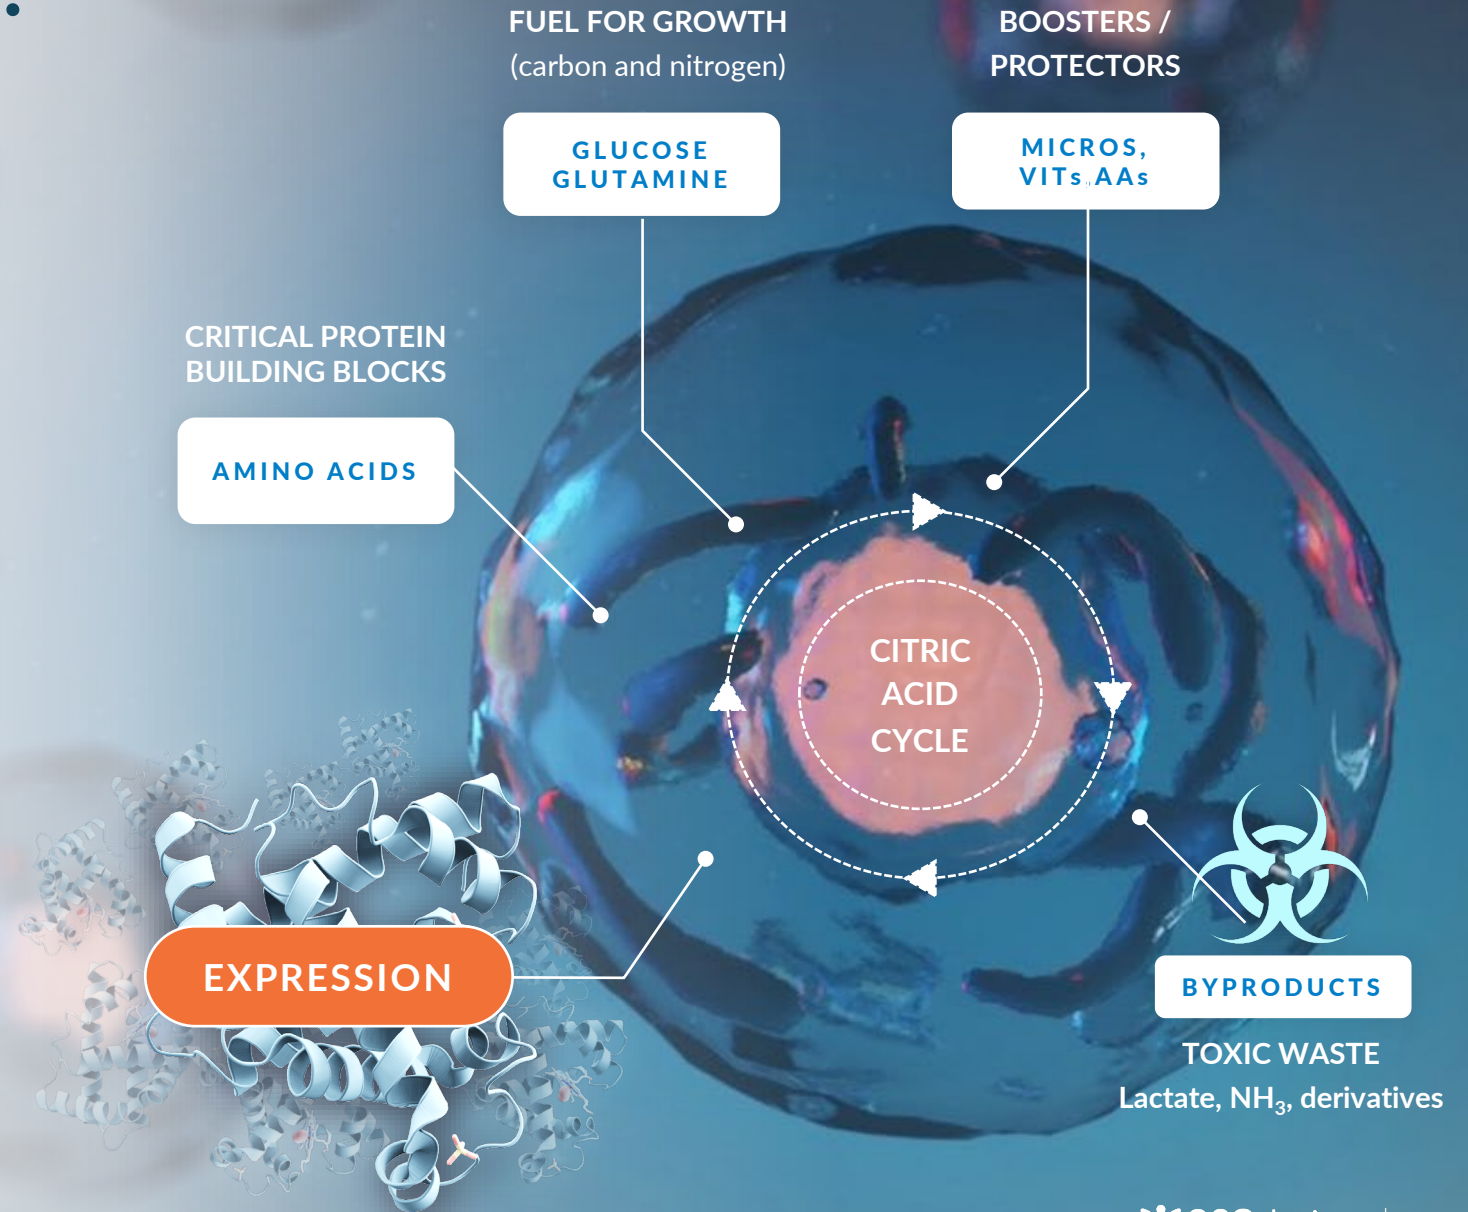 FUEL FOR GROWTH
(carbon and nitrogen)
GLUCOSE
GLUTAMINE
BOOSTERS /
PROTECTORS
MICROS,
VITs, AAs
CRITICAL PROTEIN
BUILDING BLOCKS
AMINO ACIDS
CITRIC
ACID
CYCLE
EXPRESSION
BYPRODUCTS
TOXIC WASTE
Lactate, NH₃, derivatives